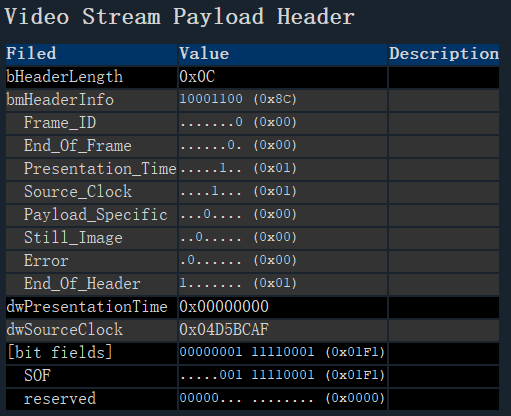 Video Stream Payload Header
Filed Value Description
bHeaderLength 0x0C
bmHeaderInfo 10001100 (0x8C)
Frame_ID .......0 (0x00)
End_Of_Frame ......0. (0x00)
Presentation_Time .....1.. (0x01)
Source_Clock ....1... (0x01)
Payload_Specific ...0.... (0x00)
Still_Image ..0..... (0x00)
Error .0...... (0x00)
End_Of_Header 1....... (0x01)
dwPresentationTime 0x00000000
dwSourceClock 0x04D5BCAF
[bit fields] 00000001 11110001 (0x01F1)
SOF .....001 11110001 (0x01F1)
reserved 00000... ........ (0x0000)